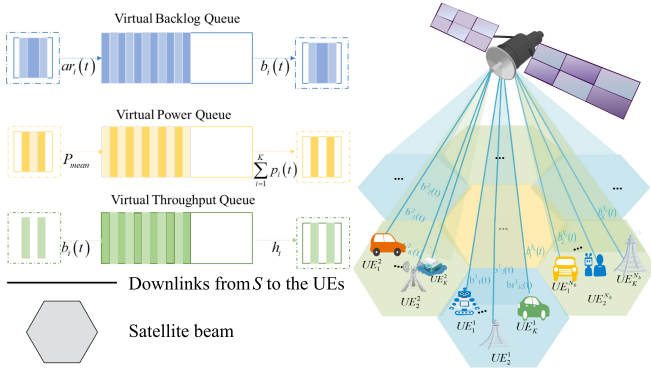 Virtual Backlog Queue
ar_i(t)
b_i(t)
Virtual Power Queue
P_mean
∑_{i=1}^{K} p_i(t)
Virtual Throughput Queue
b_i(t)
h_i
Downlinks from S to the UEs
Satellite beam
...
...
...
...
UE_1^2
...
UE_2^2
UE_K^2
UE_1^1
UE_2^1
...
UE_K^1
UE_1^{N_b}
...
UE_2^{N_b}
UE_K^{N_b}